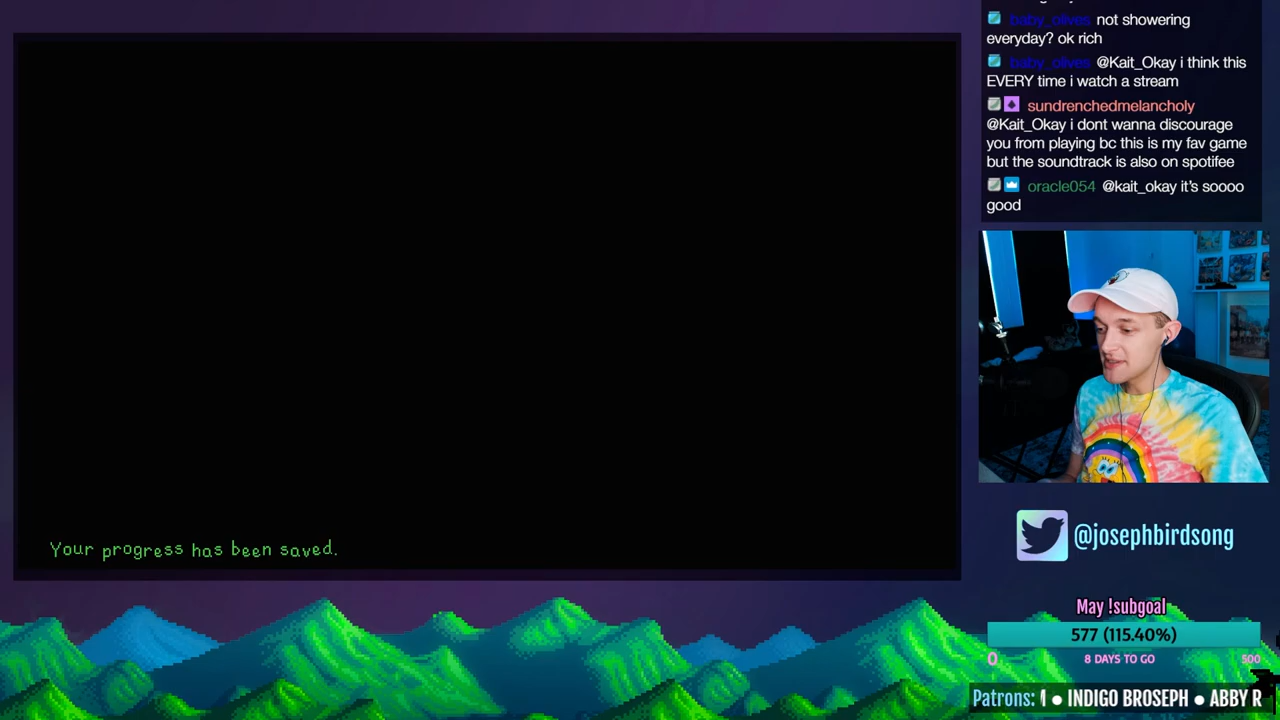 baby_olives not showering
everyday? ok rich
baby_olives @Kait_Okay i think this
EVERY time i watch a stream
sundrenchedmelancholy
@Kait_Okay i dont wanna discourage
you from playing bc this is my fav game
but the soundtrack is also on spotifee
oracle054 @kait_okay it's soooo
good
Your progress has been saved.
@josephbirdsong
May !subgoal
577 (115.40%)
0 8 DAYS TO GO 500
Patrons: ● INDIGO BROSEPH ● ABBY R